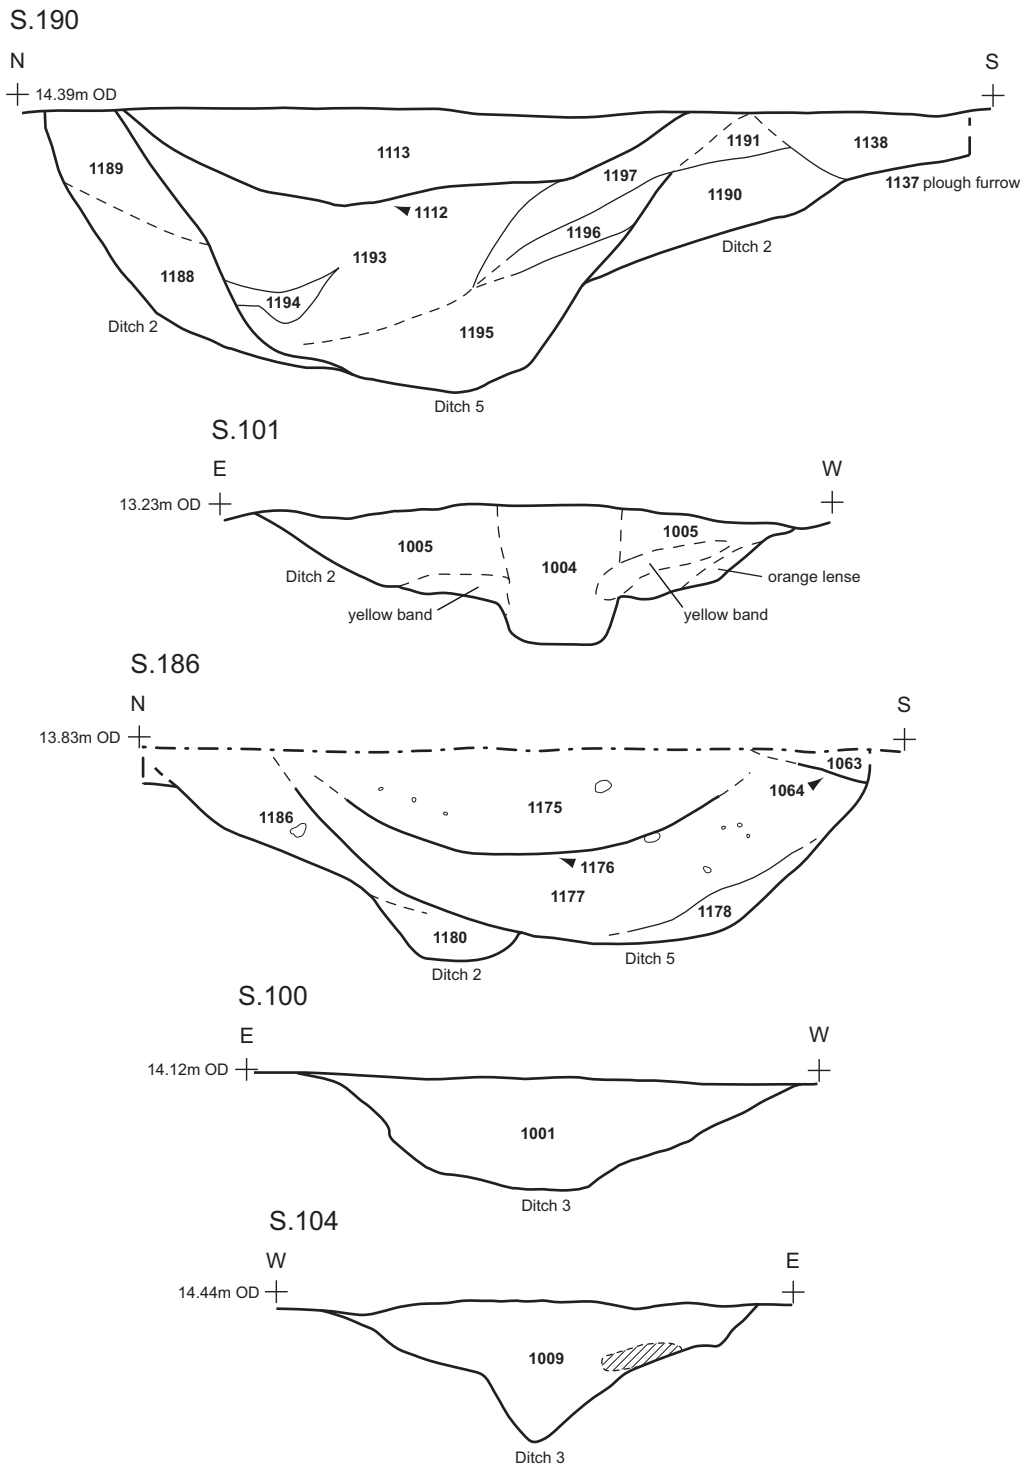 S.190
N
S
14.39m OD
1191
1138
1113
1189
1197
1137 plough furrow
1190
1112
1196
Ditch 2
1193
1188
1194
Ditch 2
1195
Ditch 5
S.101
E
W
13.23m OD
1005
1005
1004
Ditch 2
orange lense
yellow band
yellow band
S.186
N
S
13.83m OD
1063
1064
1175
1186
1176
1177
1178
1180
Ditch 5
Ditch 2
S.100
E
W
14.12m OD
1001
Ditch 3
S.104
W
E
14.44m OD
1009
Ditch 3